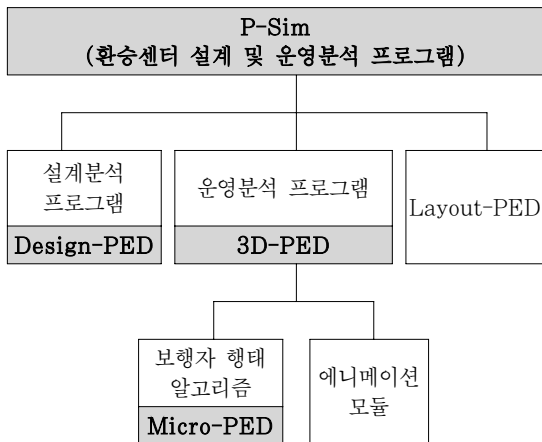 P-Sim
(환승센터 설계 및 운영분석 프로그램)
설계분석
프로그램
Design-PED
운영분석 프로그램
3D-PED
Layout-PED
보행자 행태
알고리즘
Micro-PED
에니메이션
모듈